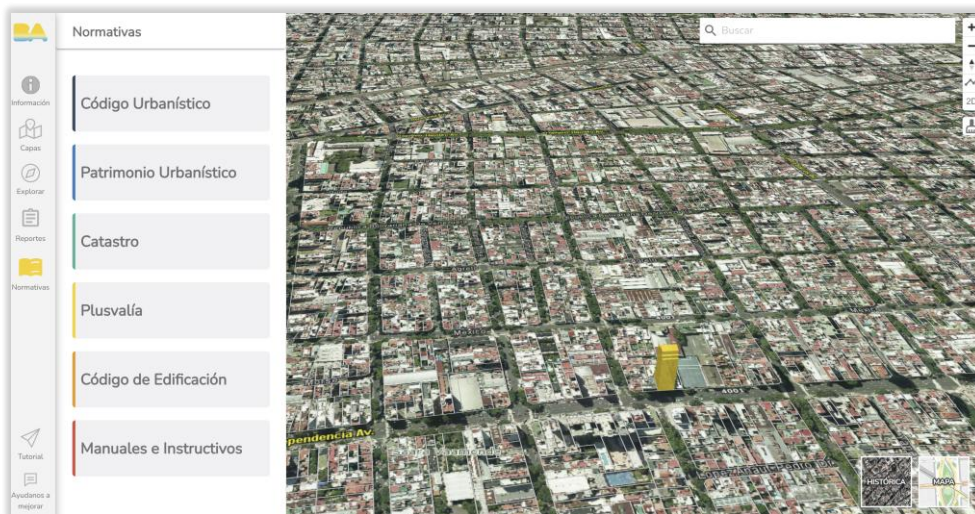 BA
Normativas
Buscar
Información
Capas
Explorar
Reportes
Normativas
Tutorial
Ayudanos a
mejorar
Código Urbanístico
Patrimonio Urbanístico
Catastro
Plusvalía
Código de Edificación
Manuales e Instructivos
+
−
2D
4001
pendencia Av.
HISTÓRICA
MAPA